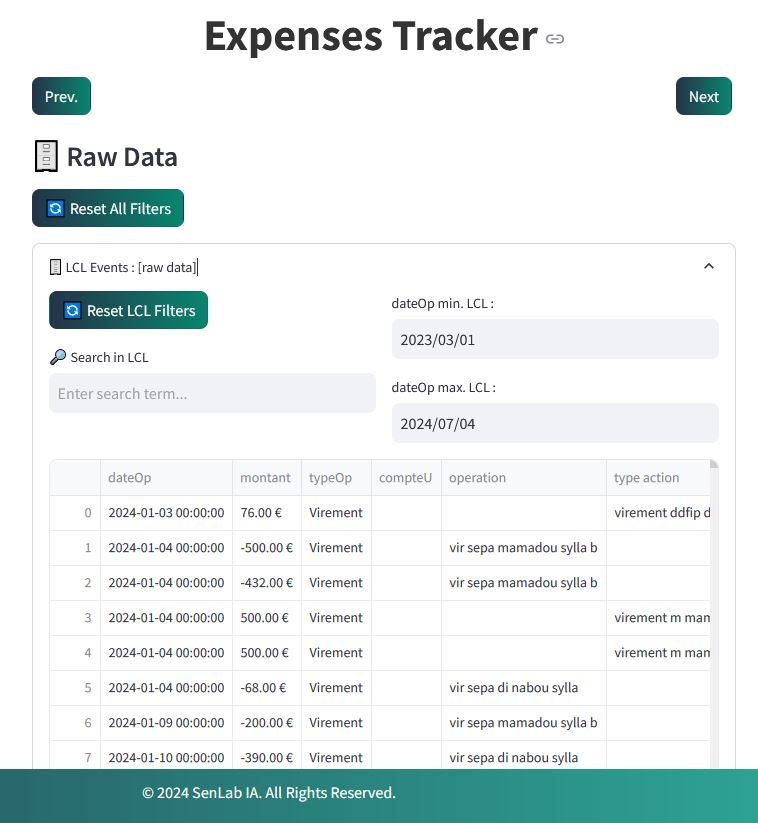 Expenses Tracker
Prev.
Next
Raw Data
Reset All Filters
LCL Events : [raw data]
Reset LCL Filters
dateOp min. LCL :
2023/03/01
Search in LCL
Enter search term...
dateOp max. LCL :
2024/07/04
dateOp montant typeOp compteU operation type action
0 2024-01-03 00:00:00 76.00 € Virement virement ddfip d
1 2024-01-04 00:00:00 -500.00 € Virement vir sepa mamadou sylla b
2 2024-01-04 00:00:00 -432.00 € Virement vir sepa mamadou sylla b
3 2024-01-04 00:00:00 500.00 € Virement virement m mam
4 2024-01-04 00:00:00 500.00 € Virement virement m mam
5 2024-01-04 00:00:00 -68.00 € Virement vir sepa di nabou sylla
6 2024-01-09 00:00:00 -200.00 € Virement vir sepa mamadou sylla b
7 2024-01-10 00:00:00 -390.00 € Virement vir sepa di nabou sylla
© 2024 SenLab IA. All Rights Reserved.